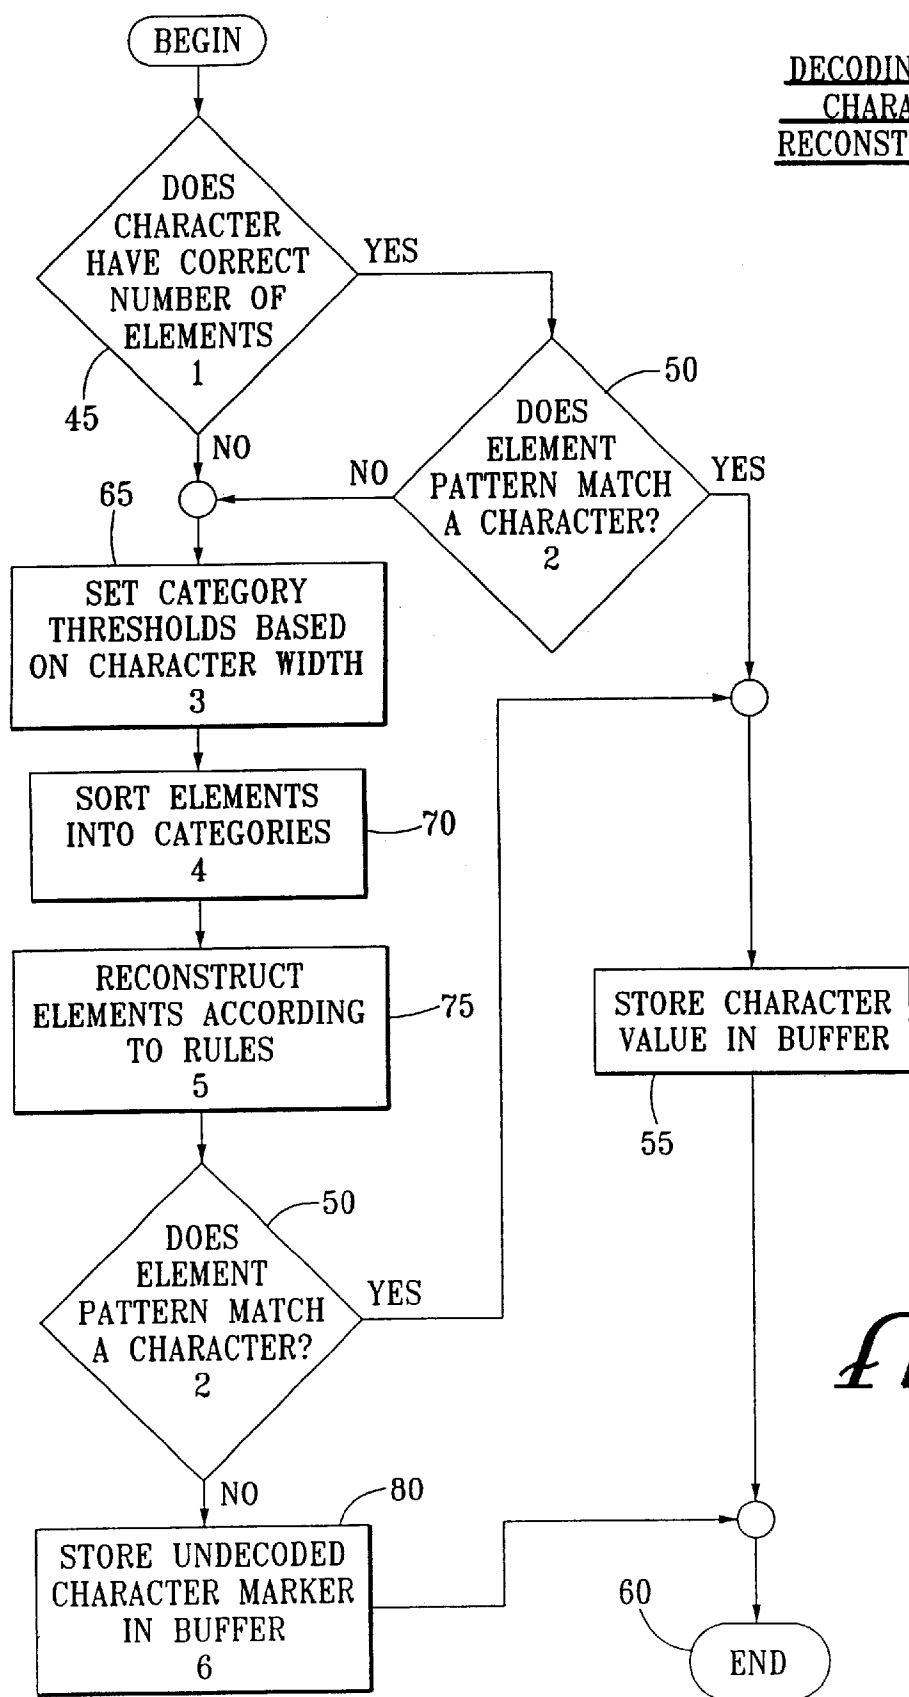 BEGIN
DECODIN
CHARA
RECONST
DOES
CHARACTER
HAVE CORRECT
NUMBER OF
ELEMENTS
1
YES
45
NO
50
DOES
ELEMENT
PATTERN MATCH
A CHARACTER?
2
NO
YES
65
SET CATEGORY
THRESHOLDS BASED
ON CHARACTER WIDTH
3
SORT ELEMENTS
INTO CATEGORIES
4
70
RECONSTRUCT
ELEMENTS ACCORDING
TO RULES
5
75
STORE CHARACTER
VALUE IN BUFFER
55
50
DOES
ELEMENT
PATTERN MATCH
A CHARACTER?
2
YES
NO
80
STORE UNDECODED
CHARACTER MARKER
IN BUFFER
6
60
END